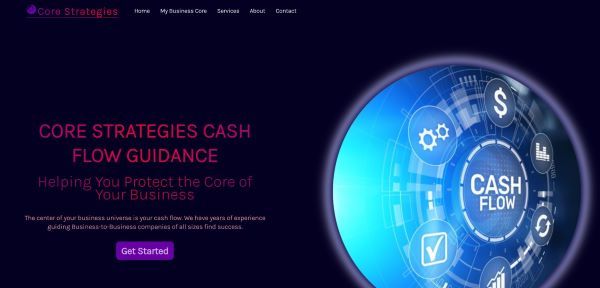 Core Strategies
Home
My Business Core
Services
About
Contact
CORE STRATEGIES CASH
FLOW GUIDANCE
Helping You Protect the Core of
Your Business
The center of your business universe is your cash flow. We have years of experience
guiding Business-to-Business companies of all sizes find success.
Get Started
$
CASH
FLOW